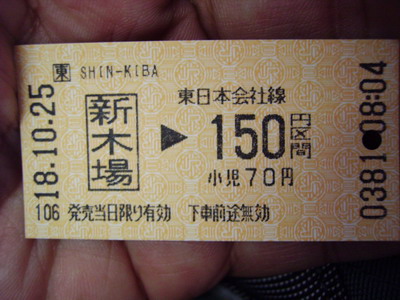 東 SHIN-KIBA
18.10.25
新木場
東日本会社線
▶ 150円区間
小児70円
106 発売当日限り有効 下車前途無効
0381●08:04